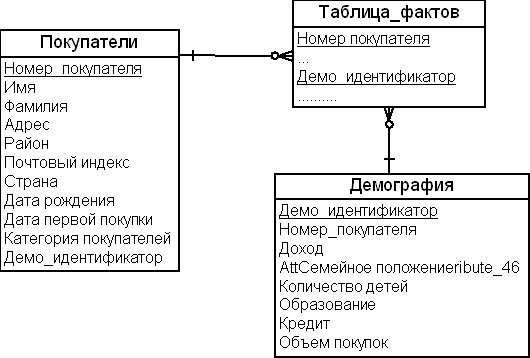 Покупатели
Номер_покупателя
Имя
Фамилия
Адрес
Район
Почтовый индекс
Страна
Дата рождения
Дата первой покупки
Категория покупателей
Демо_идентификатор
Таблица_фактов
Номер покупателя
...
Демо_идентификатор
..........
Демография
Демо_идентификатор
Номер_покупателя
Доход
AttСемейное положениеribute_46
Количество детей
Образование
Кредит
Объем покупок